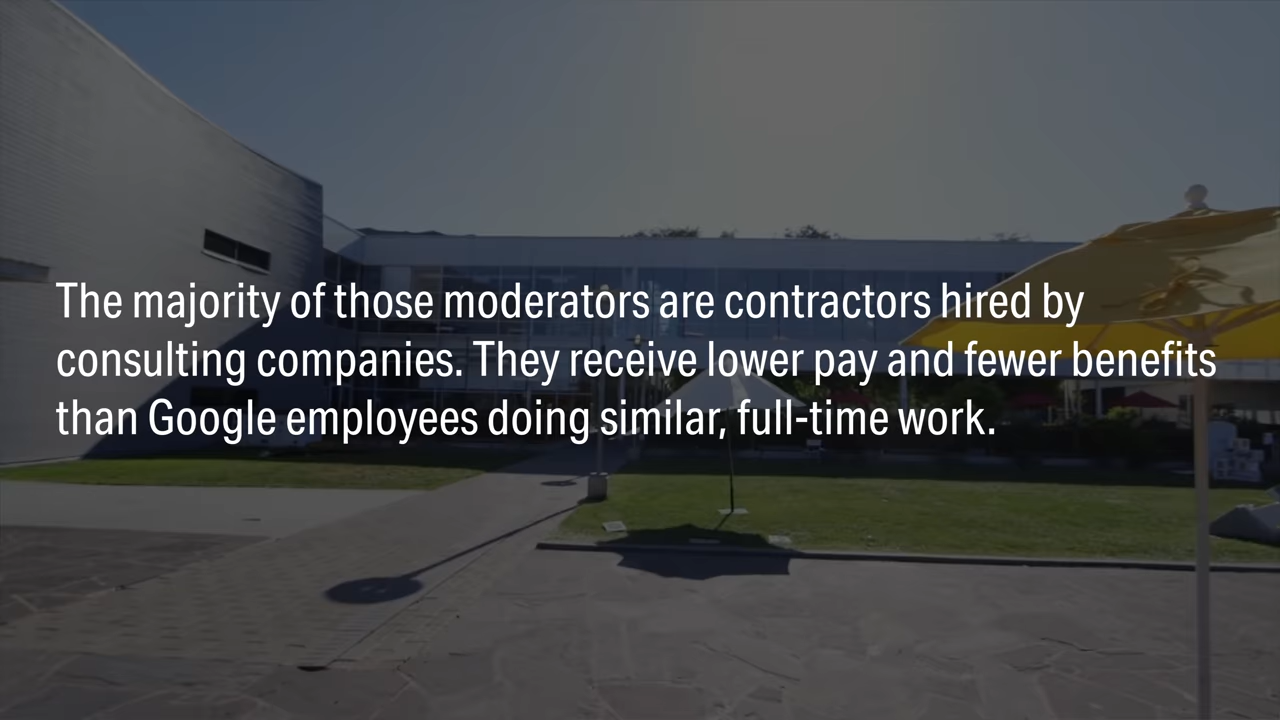 The majority of those moderators are contractors hired by
consulting companies. They receive lower pay and fewer benefits
than Google employees doing similar, full-time work.